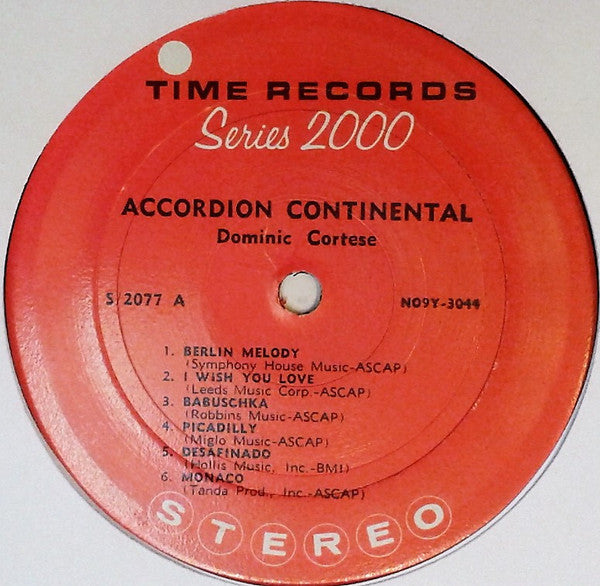 TIME RECORDS
Series 2000
ACCORDION CONTINENTAL
Dominic Cortese
S 2077 A NO9Y-3044
1. BERLIN MELODY
(Symphony House Music-ASCAP)
2. I WISH YOU LOVE
(Leeds Music Corp.-ASCAP)
3. BABUSCHKA
(Robbins Music-ASCAP)
4. PICADILLY
(Miglo Music-ASCAP)
5. DESAFINADO
(Hollis Music, Inc.-BMI)
6. MONACO
(Tanda Prod., Inc.-ASCAP)
STEREO